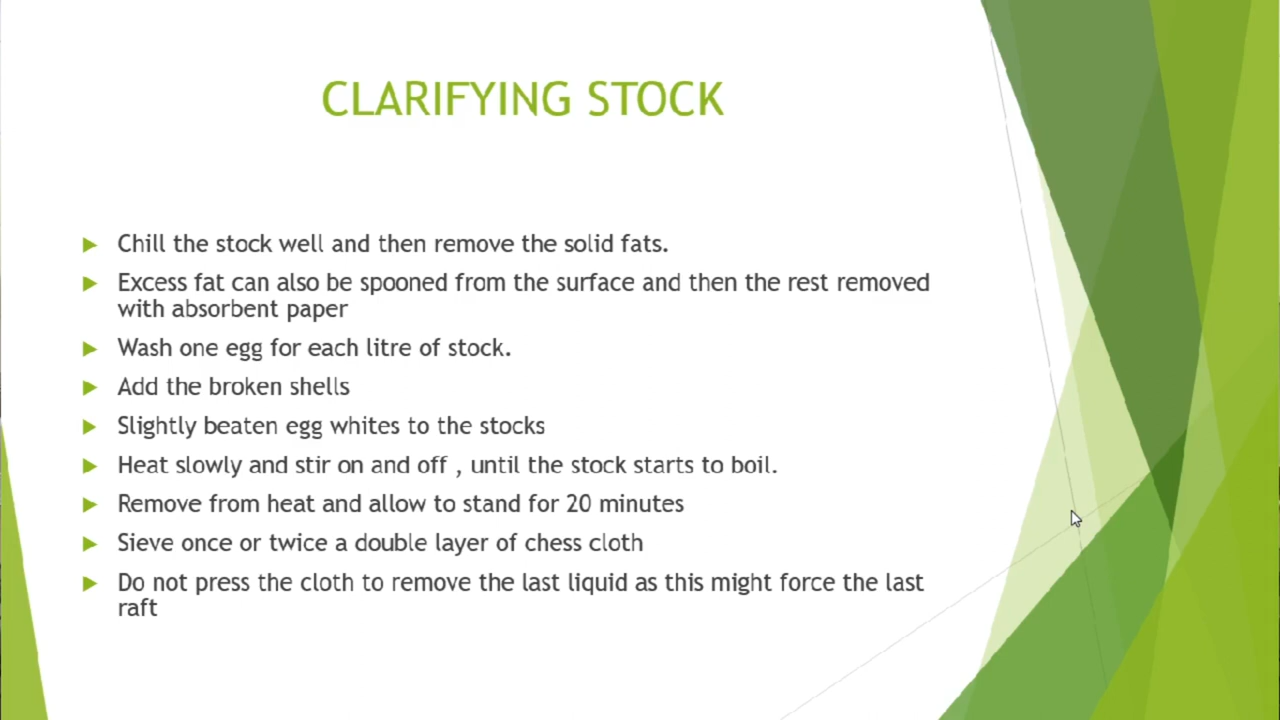 CLARIFYING STOCK
Chill the stock well and then remove the solid fats.
Excess fat can also be spooned from the surface and then the rest removed
with absorbent paper
Wash one egg for each litre of stock.
Add the broken shells
Slightly beaten egg whites to the stocks
Heat slowly and stir on and off , until the stock starts to boil.
Remove from heat and allow to stand for 20 minutes
Sieve once or twice a double layer of chess cloth
Do not press the cloth to remove the last liquid as this might force the last
raft